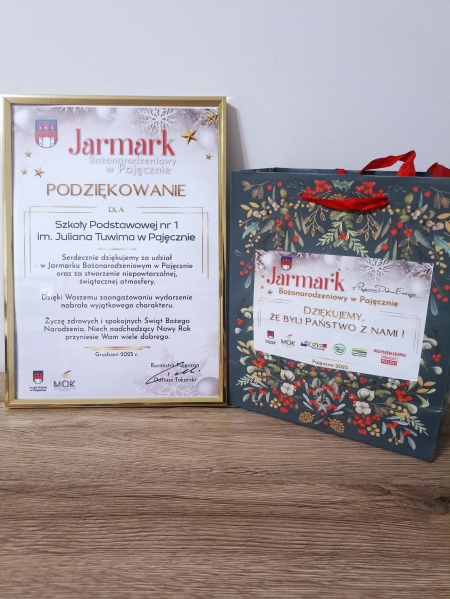 Jarmark
Bożonarodzeniowy
w Pajęcznie
PODZIĘKOWANIE
DLA
Szkoły Podstawowej nr 1
im. Juliana Tuwima w Pajęcznie
Serdecznie dziękujemy za udział
w Jarmarku Bożonarodzeniowym w Pajęcznie
oraz za stworzenie niepowtarzalnej,
świątecznej atmosfery.
Dzięki Waszemu zaangażowaniu wydarzenie
nabrało wyjątkowego charakteru.
Życzę zdrowych i spokojnych Świąt Bożego
Narodzenia. Niech nadchodzący Nowy Rok
przyniesie Wam wiele dobrego.
Grudzień 2025 r.
Burmistrz Pajęczna
Dariusz Tokarski
MOK
Jarmark
Bożonarodzeniowy w Pajęcznie
DZIĘKUJEMY,
ŻE BYLI PAŃSTWO Z NAMI !
MOK
Pajęczno 2025